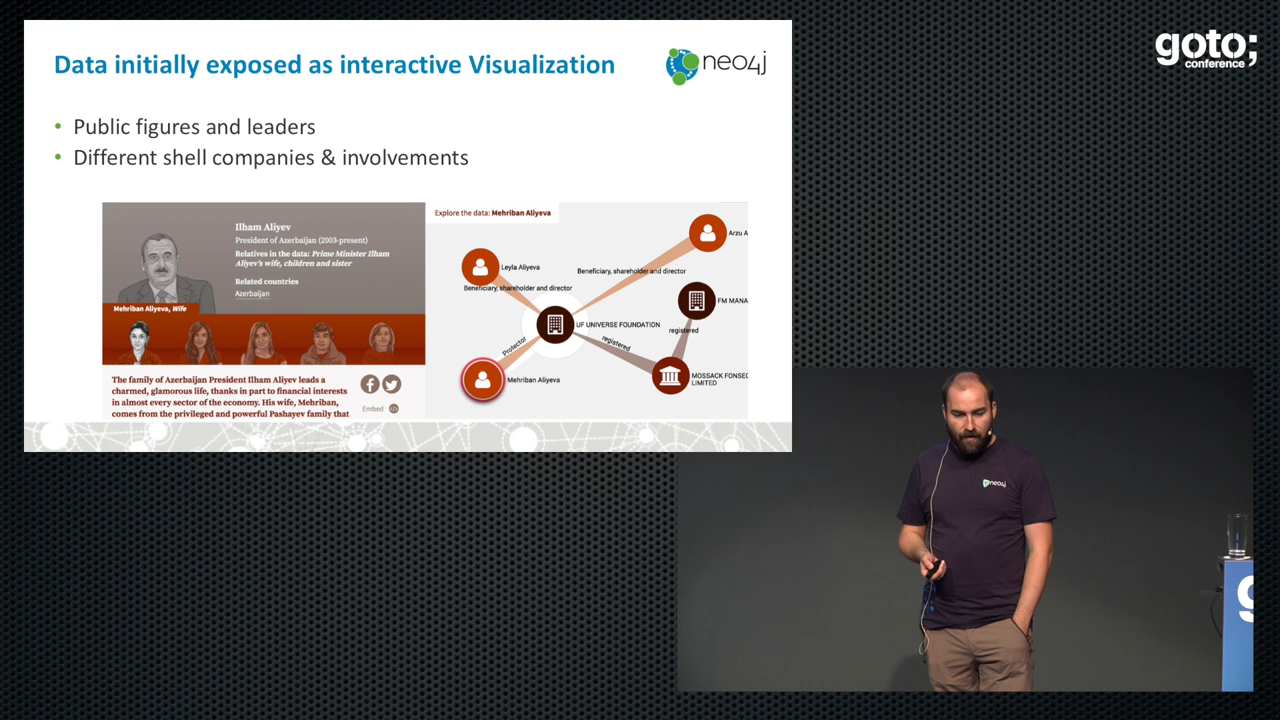 Data initially exposed as interactive Visualization
neo4j
goto;
conference
• Public figures and leaders
• Different shell companies & involvements
Ilham Aliyev
President of Azerbaijan (2003-present)
Relatives in the data: Prime Minister Ilham
Aliyev's wife, children and sister
Related countries
Azerbaijan
Mehriban Aliyeva, Wife
The family of Azerbaijan President Ilham Aliyev leads a
charmed, glamorous life, thanks in part to financial interests
in almost every sector of the economy. His wife, Mehriban,
comes from the privileged and powerful Pashayev family that
Embed
Explore the data: Mehriban Aliyeva
Arzu A
Leyla Aliyeva
Beneficiary, shareholder and director
Beneficiary, shareholder and director
FM MANA
UF UNIVERSE FOUNDATION
registered
registered
Protector
Mehriban Aliyeva
MOSSACK FONSEC
LIMITED
neo4j
g